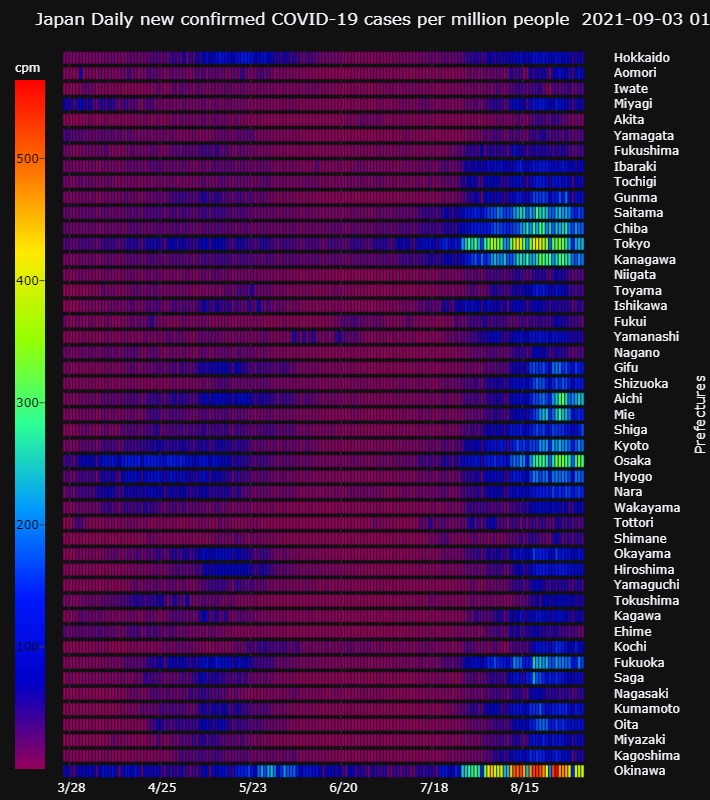 Japan Daily new confirmed COVID-19 cases per million people 2021-09-03 01
cpm
500
400
300
200
100
Hokkaido
Aomori
Iwate
Miyagi
Akita
Yamagata
Fukushima
Ibaraki
Tochigi
Gunma
Saitama
Chiba
Tokyo
Kanagawa
Niigata
Toyama
Ishikawa
Fukui
Yamanashi
Nagano
Gifu
Shizuoka
Aichi
Mie
Shiga
Kyoto
Osaka
Hyogo
Nara
Wakayama
Tottori
Shimane
Okayama
Hiroshima
Yamaguchi
Tokushima
Kagawa
Ehime
Kochi
Fukuoka
Saga
Nagasaki
Kumamoto
Oita
Miyazaki
Kagoshima
Okinawa
Prefectures
3/28 4/25 5/23 6/20 7/18 8/15